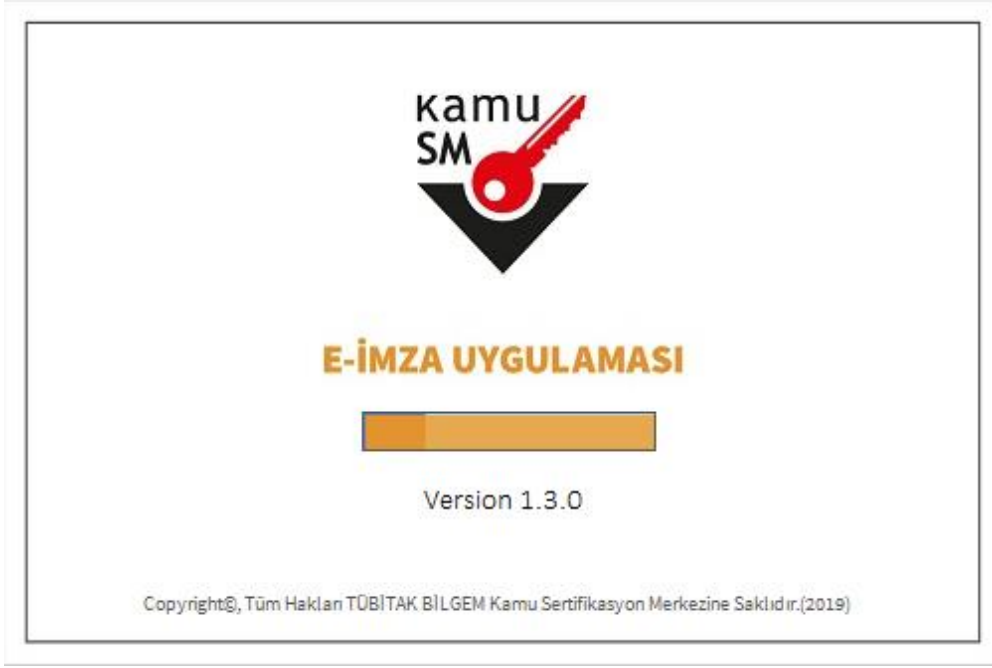 Kamu
SM
E-İMZA UYGULAMASI
Version 1.3.0
Copyright©, Tüm Hakları TÜBİTAK BİLGEM Kamu Sertifikasyon Merkezine Saklıdır.(2019)